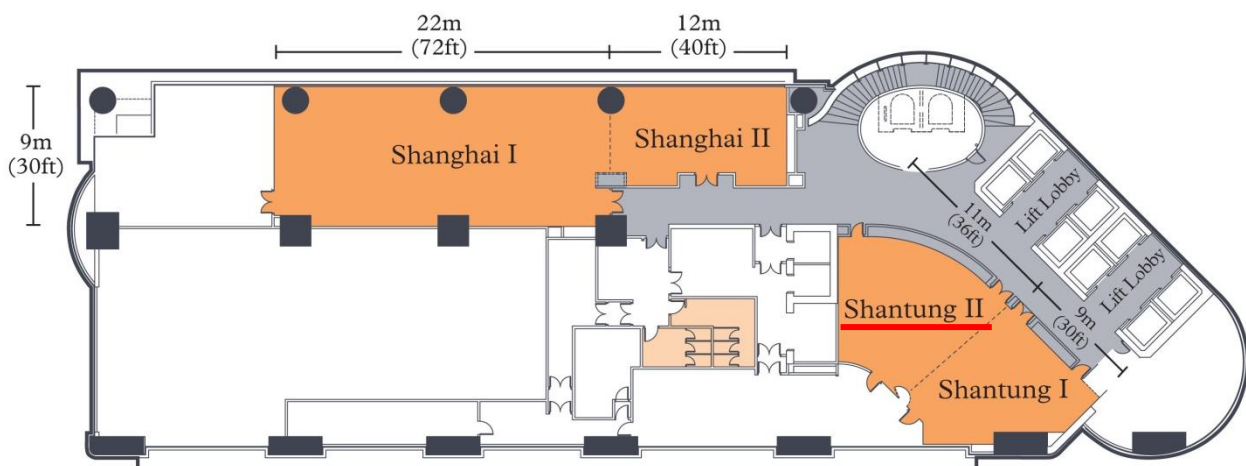 22m
(72ft)
12m
(40ft)
9m
(30ft)
Shanghai I
Shanghai II
Lift Lobby
11m
(36ft)
Lift Lobby
9m
(30ft)
Shantung II
Shantung I